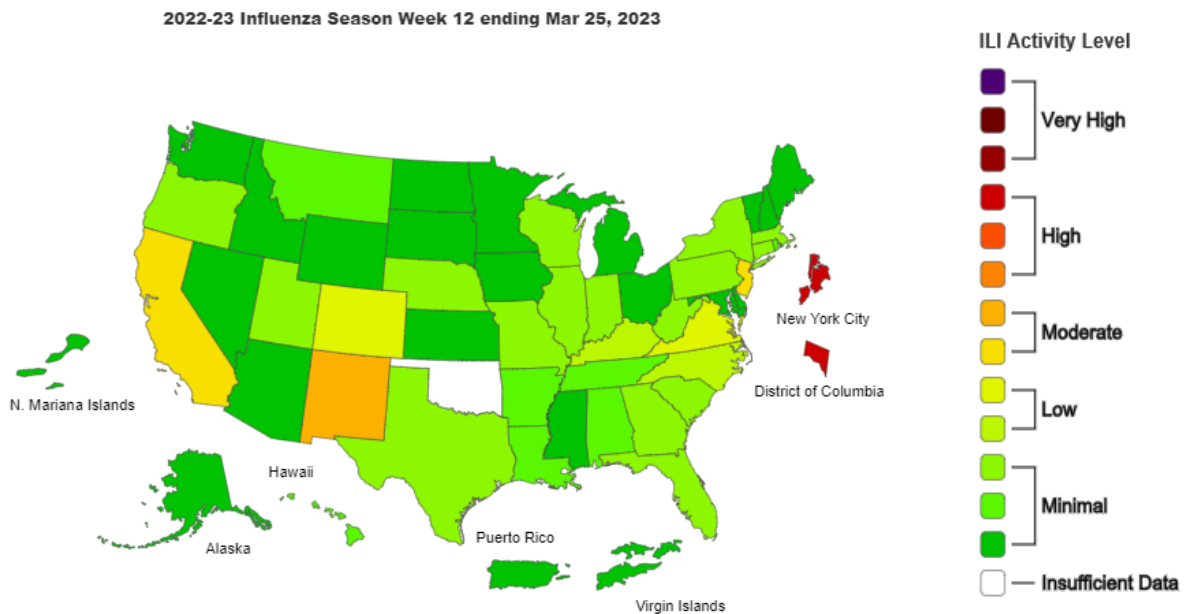 2022-23 Influenza Season Week 12 ending Mar 25, 2023
ILI Activity Level
Very High
High
Moderate
Low
Minimal
Insufficient Data
New York City
District of Columbia
N. Mariana Islands
Hawaii
Alaska
Puerto Rico
Virgin Islands